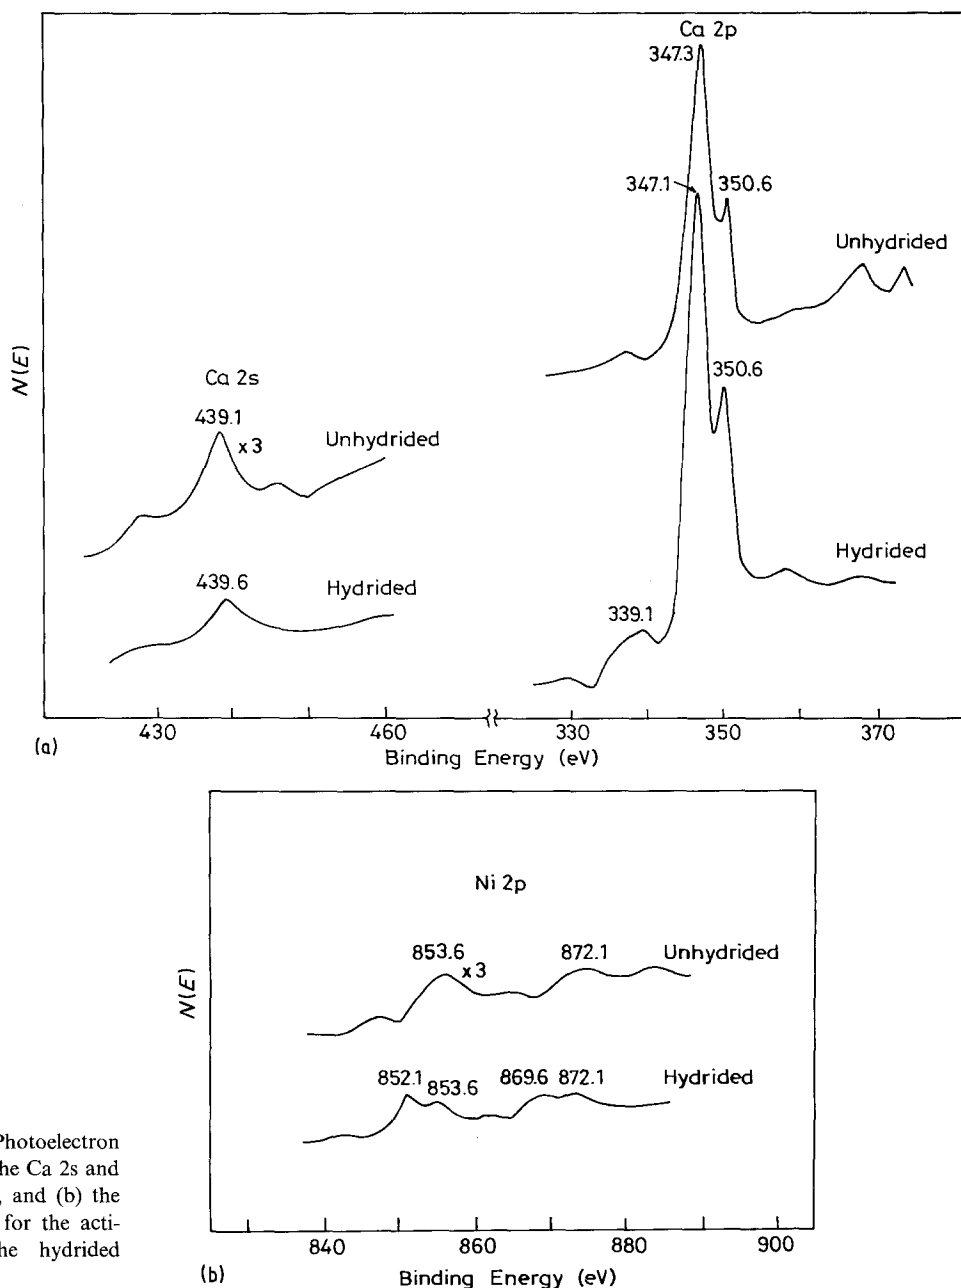 Ca 2p
347.3
347.1
350.6
Unhydrided
N(E)
Ca 2s
439.1
x3
Unhydrided
350.6
439.6
Hydrided
Hydrided
339.1
430
460
330
350
370
(a)
Binding Energy (eV)
Ni 2p
853.6
x3
872.1
Unhydrided
N(E)
852.1
853.6
869.6
872.1
Hydrided
840
860
880
900
(b)
Binding Energy (eV)
Photoelectron
he Ca 2s and
, and (b) the
for the acti-
he hydrided